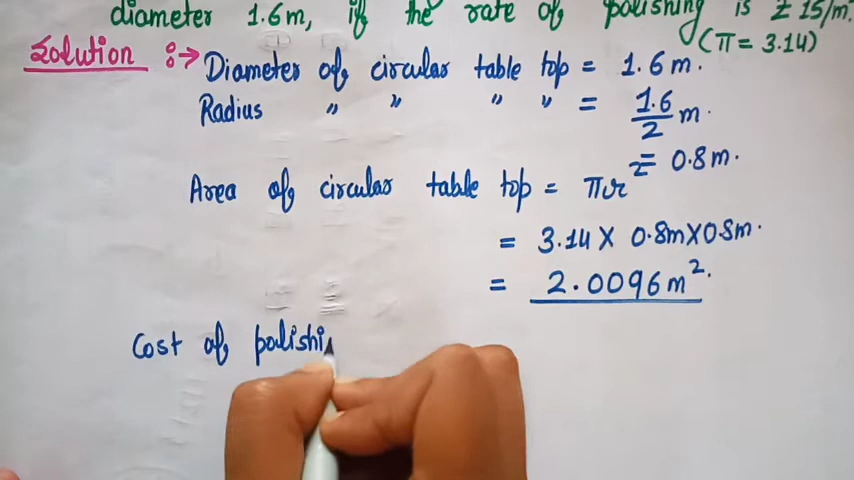 diameter 1.6m, if the rate of polishing is ₹ 15/m².
(π = 3.14)
Solution :→ Diameter of circular table top = 1.6 m.
Radius " " " " = 1.6/2 m.
= 0.8 m.
Area of circular table top = πr²
= 3.14 X 0.8m X 0.8m.
= 2.0096 m².
Cost of polishi